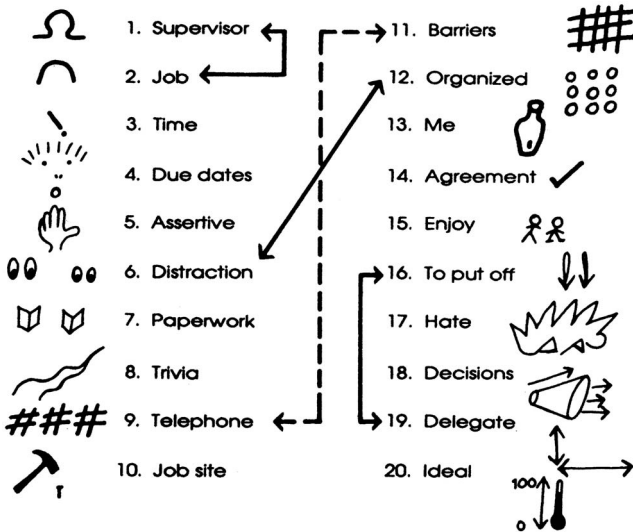 1. Supervisor
2. Job
3. Time
4. Due dates
5. Assertive
6. Distraction
7. Paperwork
8. Trivia
9. Telephone
10. Job site
11. Barriers
12. Organized
13. Me
14. Agreement
15. Enjoy
16. To put off
17. Hate
18. Decisions
19. Delegate
20. Ideal
100
0